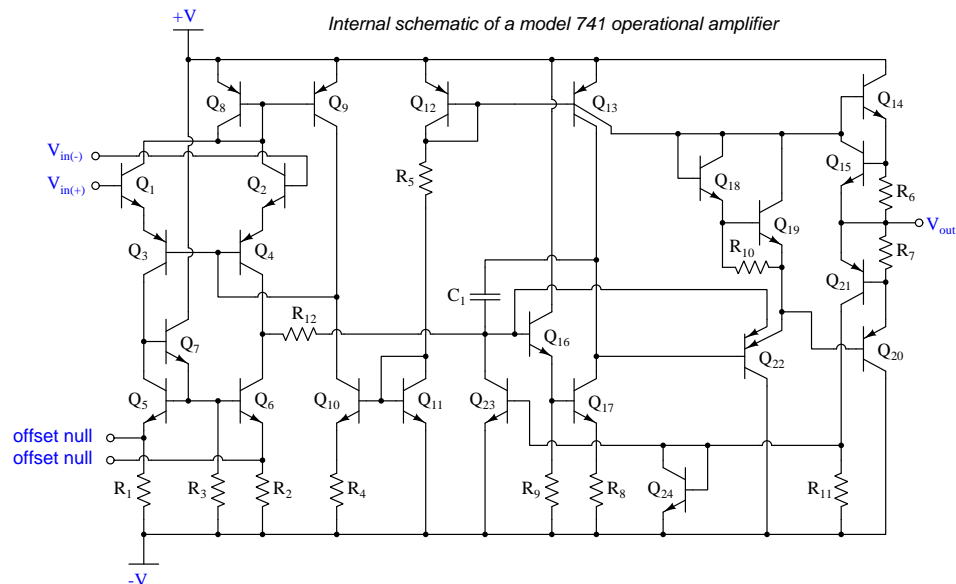 Internal schematic of a model 741 operational amplifier
+V
Q8
Q9
Q12
Q13
Q14
Vin(-)
Vin(+)
Q1
Q2
R5
Q18
Q15
R6
Q19
Vout
Q3
Q4
R10
R7
C1
Q21
R12
Q7
Q16
Q22
Q20
Q5
Q6
Q10
Q11
Q23
Q17
offset null
offset null
R1
R3
R2
R4
R9
R8
Q24
R11
-V